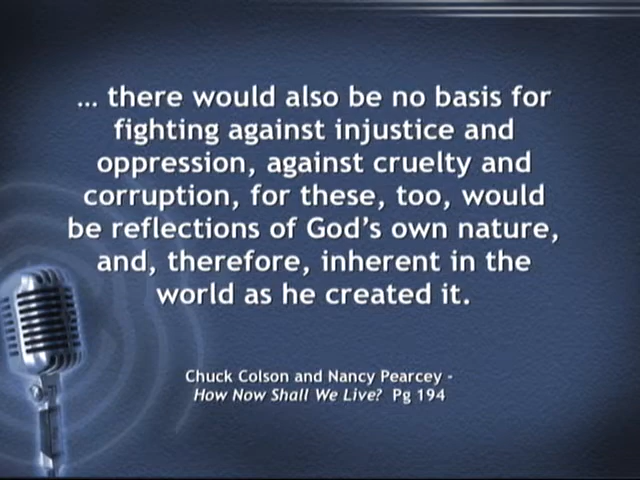 ... there would also be no basis for
fighting against injustice and
oppression, against cruelty and
corruption, for these, too, would
be reflections of God's own nature,
and, therefore, inherent in the
world as he created it.
Chuck Colson and Nancy Pearcey -
How Now Shall We Live? Pg 194